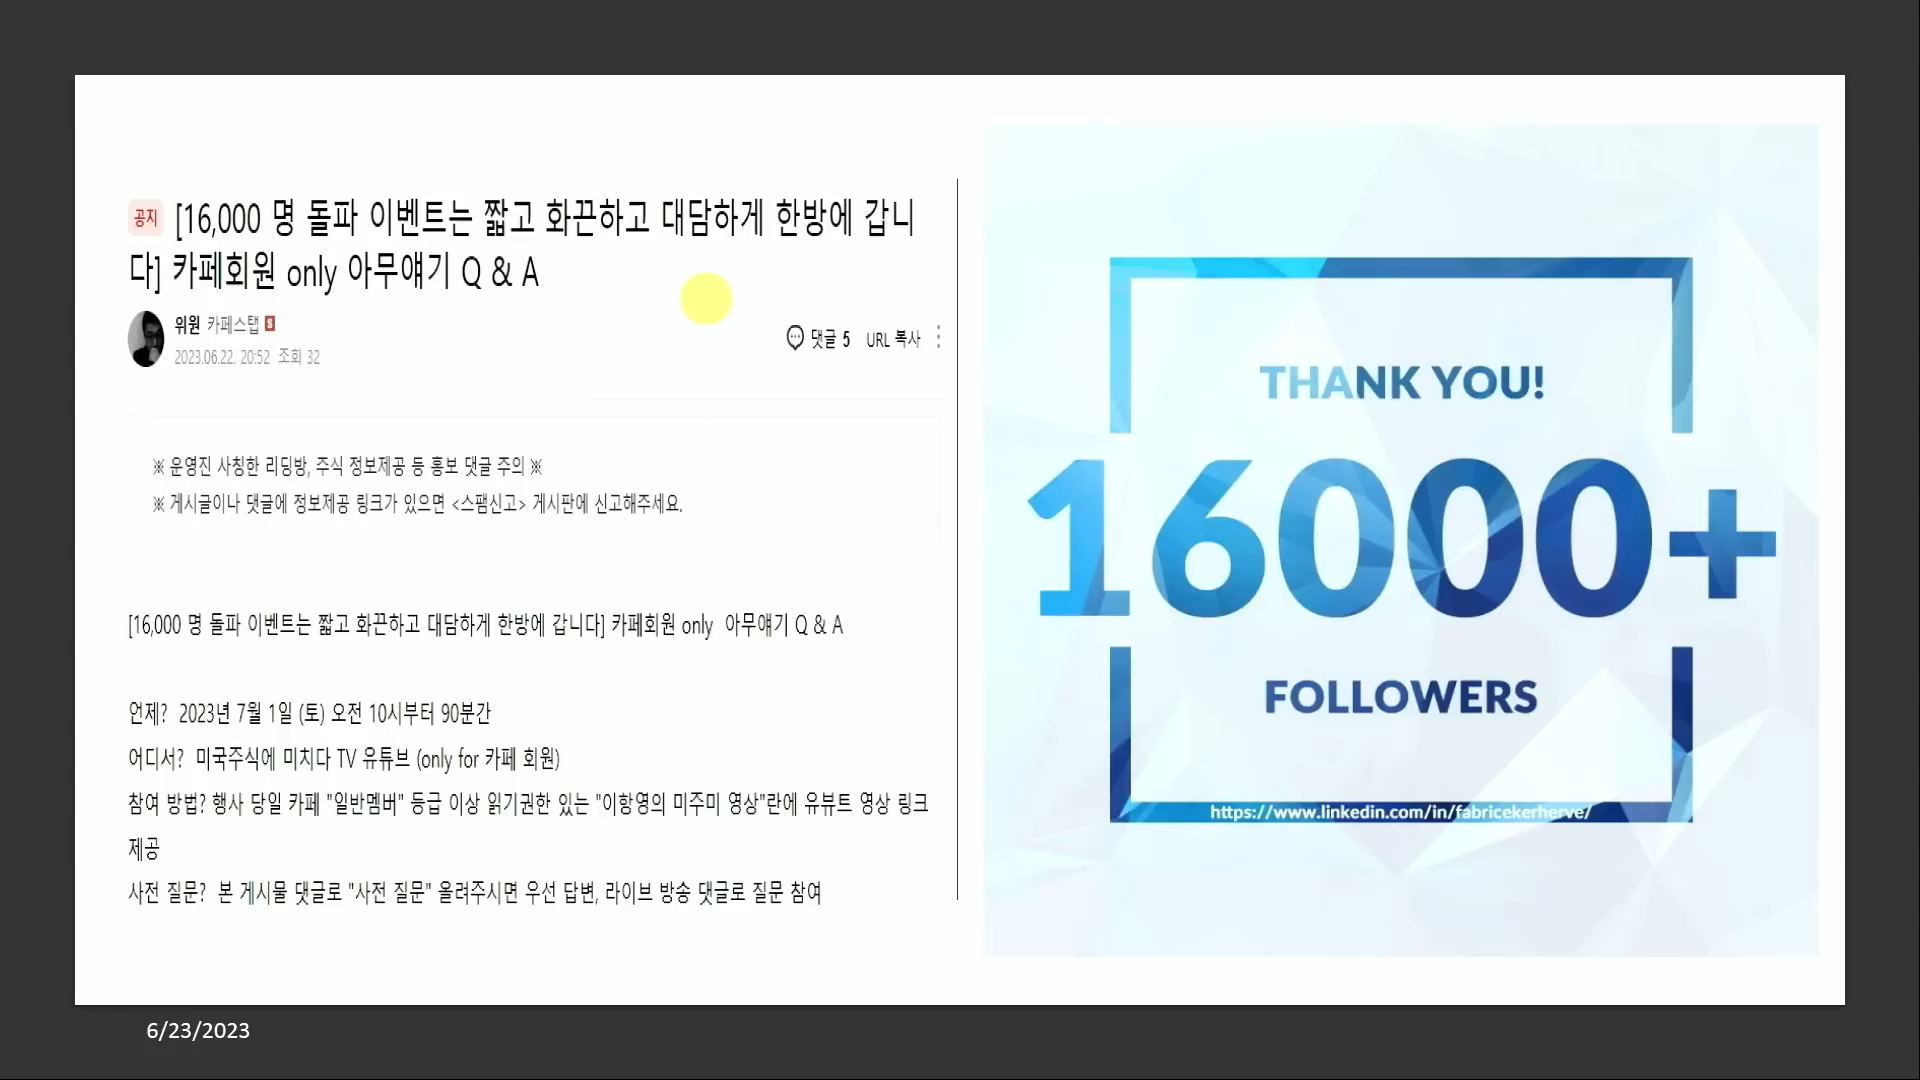 공지 [16,000 명 돌파 이벤트는 짧고 화끈하고 대담하게 한방에 갑니
다] 카페회원 only 아무얘기 Q & A
위원 카페스탭 S
2023.06.22. 20:52 조회 32
댓글 5 URL 복사
※ 운영진 사칭한 리딩방, 주식 정보제공 등 홍보 댓글 주의 ※
※ 게시글이나 댓글에 정보제공 링크가 있으면 <스팸신고> 게시판에 신고해주세요.
[16,000 명 돌파 이벤트는 짧고 화끈하고 대담하게 한방에 갑니다] 카페회원 only 아무얘기 Q & A
언제? 2023년 7월 1일 (토) 오전 10시부터 90분간
어디서? 미국주식에 미치다 TV 유튜브 (only for 카페 회원)
참여 방법? 행사 당일 카페 "일반멤버" 등급 이상 읽기권한 있는 "이항영의 미주미 영상"란에 유뷰트 영상 링크
제공
사전 질문? 본 게시물 댓글로 "사전 질문" 올려주시면 우선 답변, 라이브 방송 댓글로 질문 참여
THANK YOU!
16000+
FOLLOWERS
https://www.linkedin.com/in/fabricekerherve/
6/23/2023